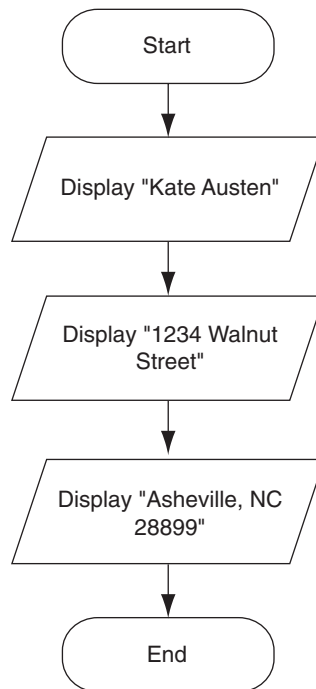 Start
Display "Kate Austen"
Display "1234 Walnut
Street"
Display "Asheville, NC
28899"
End